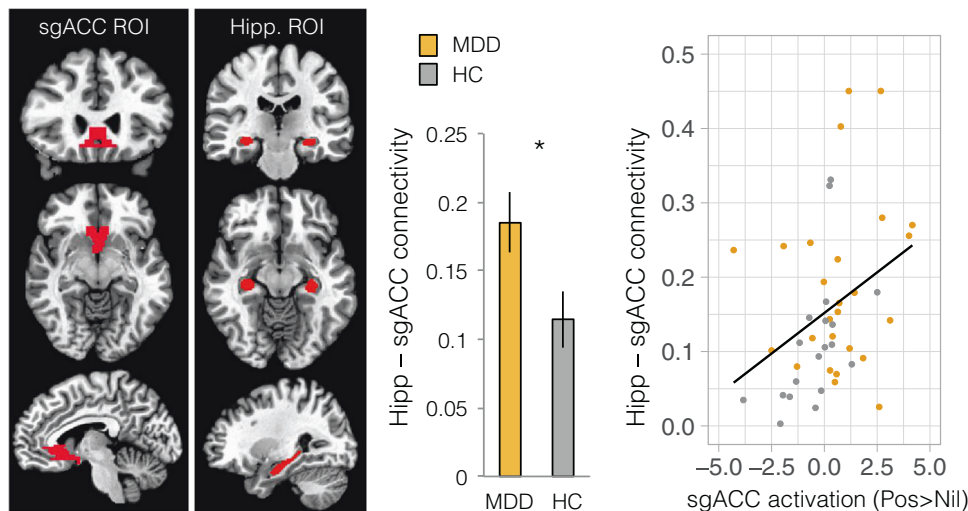 sgACC ROI
Hipp. ROI
MDD
HC
Hipp – sgACC connectivity
0.25
0.2
0.15
0.1
0.05
0
*
MDD
HC
Hipp – sgACC connectivity
0.5
0.4
0.3
0.2
0.1
0.0
−5.0
−2.5
0.0
2.5
5.0
sgACC activation (Pos>Nil)